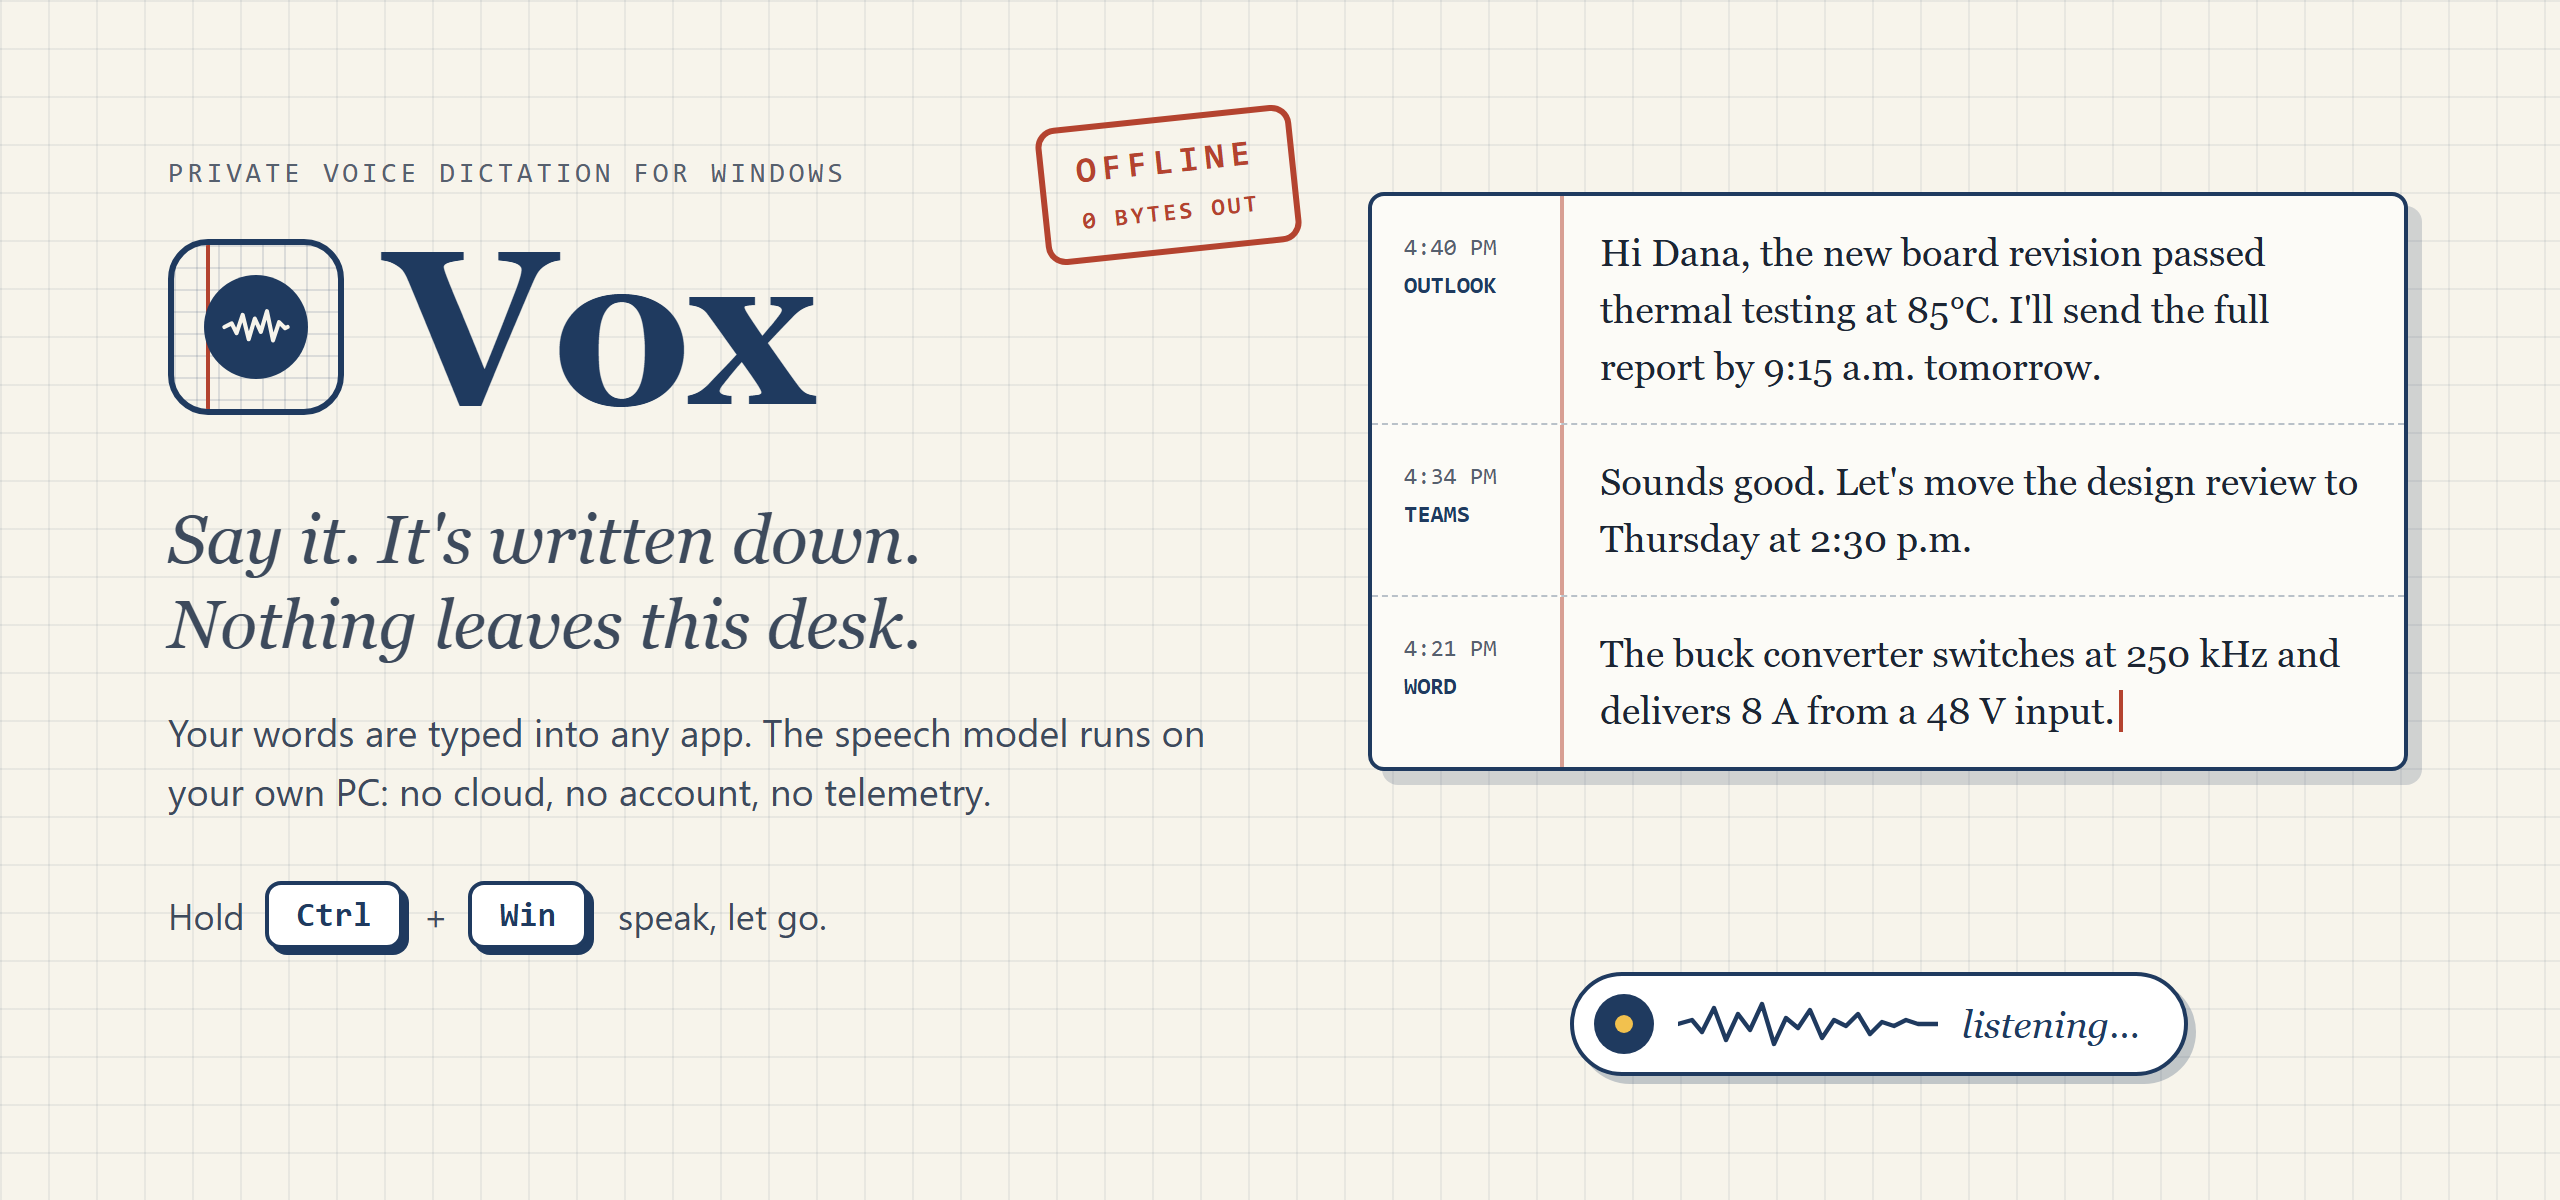 PRIVATE VOICE DICTATION FOR WINDOWS
OFFLINE
0 BYTES OUT
Vox
Say it. It's written down.
Nothing leaves this desk.
Your words are typed into any app. The speech model runs on
your own PC: no cloud, no account, no telemetry.
Hold Ctrl + Win speak, let go.
4:40 PM
OUTLOOK
Hi Dana, the new board revision passed
thermal testing at 85°C. I'll send the full
report by 9:15 a.m. tomorrow.
4:34 PM
TEAMS
Sounds good. Let's move the design review to
Thursday at 2:30 p.m.
4:21 PM
WORD
The buck converter switches at 250 kHz and
delivers 8 A from a 48 V input.
listening...